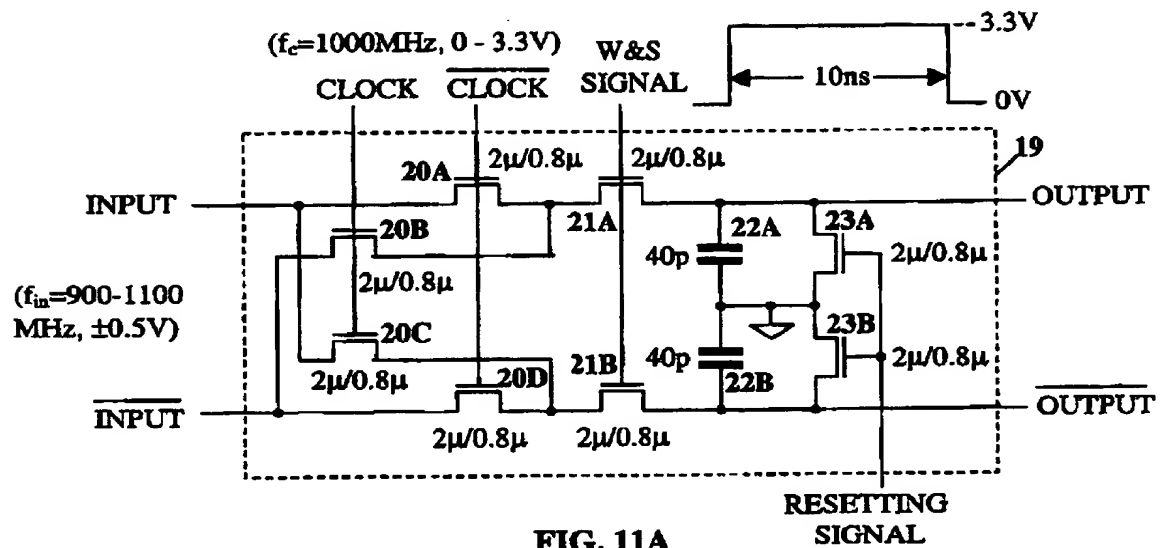 (fc=1000MHz, 0 - 3.3V)
W&S
SIGNAL
3.3V
10ns
0V
CLOCK
CLOCK
19
2μ/0.8μ
2μ/0.8μ
20A
INPUT
OUTPUT
20B
21A
22A
23A
40p
2μ/0.8μ
2μ/0.8μ
(fin=900-1100
MHz, ±0.5V)
20C
23B
40p
2μ/0.8μ
2μ/0.8μ
20D
21B
22B
INPUT
OUTPUT
2μ/0.8μ
2μ/0.8μ
RESETTING
SIGNAL
FIG. 11A